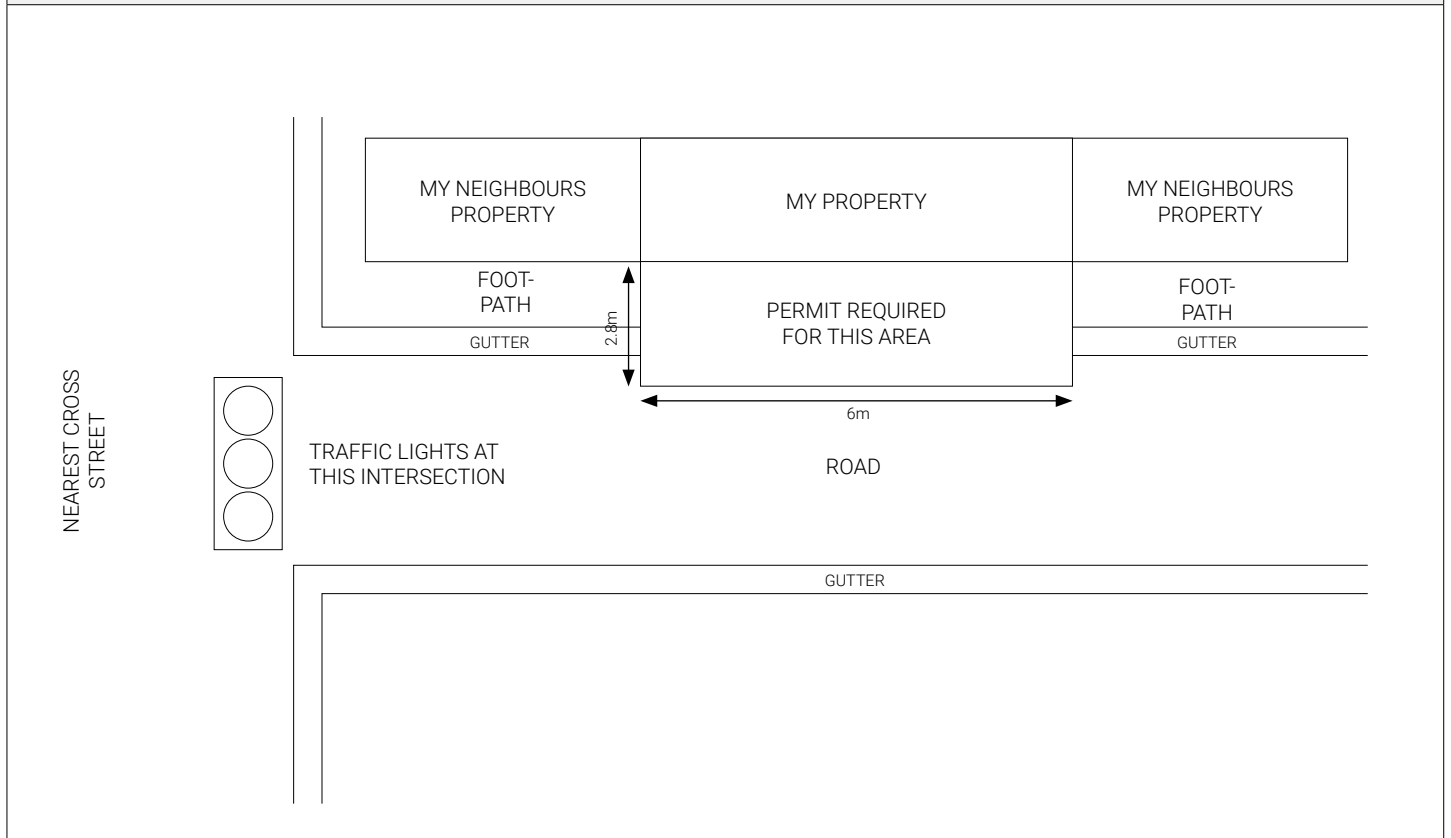 MY NEIGHBOURS
PROPERTY
MY PROPERTY
MY NEIGHBOURS
PROPERTY
FOOT-
PATH
2.8m
PERMIT REQUIRED
FOR THIS AREA
FOOT-
PATH
GUTTER
GUTTER
6m
NEAREST CROSS
STREET
TRAFFIC LIGHTS AT
THIS INTERSECTION
ROAD
GUTTER